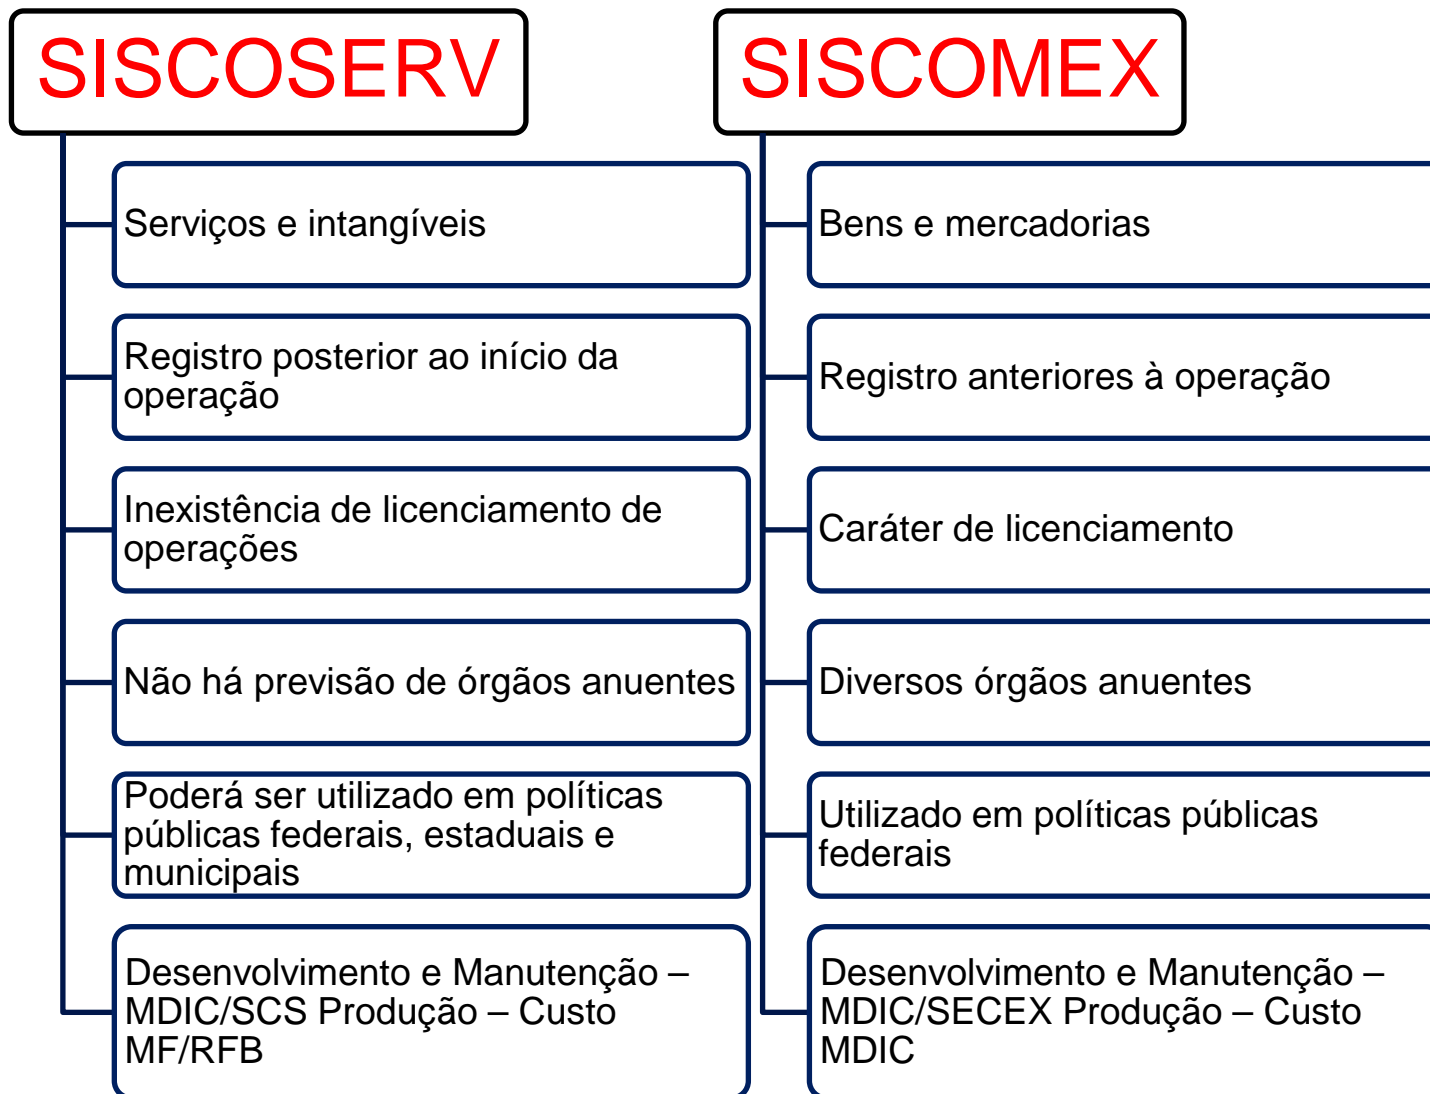 SISCOSERV
Serviços e intangíveis
Registro posterior ao início da
operação
Inexistência de licenciamento de
operações
Não há previsão de órgãos anuentes
Poderá ser utilizado em políticas
públicas federais, estaduais e
municipais
Desenvolvimento e Manutenção –
MDIC/SCS Produção – Custo
MF/RFB
SISCOMEX
Bens e mercadorias
Registro anteriores à operação
Caráter de licenciamento
Diversos órgãos anuentes
Utilizado em políticas públicas
federais
Desenvolvimento e Manutenção –
MDIC/SECEX Produção – Custo
MDIC